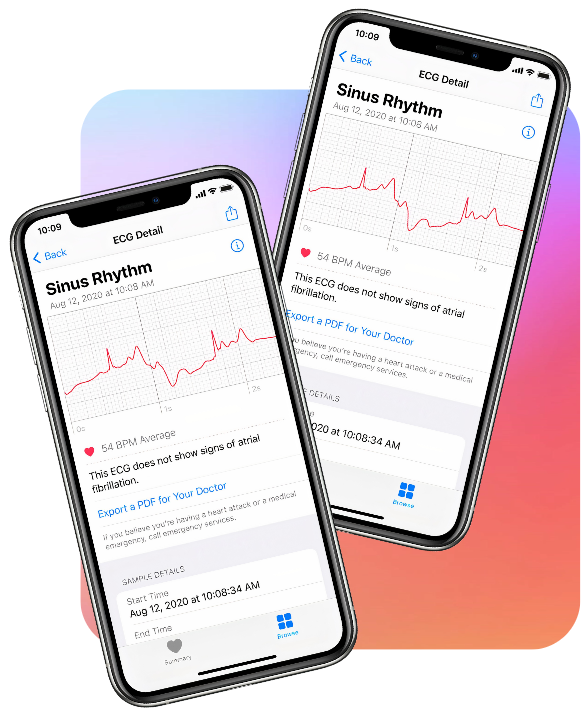 10:09
Back
ECG Detail
Sinus Rhythm
Aug 12, 2020 at 10:08 AM
0s
1s
2s
54 BPM Average
This ECG does not show signs of atrial
fibrillation.
Export a PDF for Your Doctor
If you believe you're having a heart attack or a medical
emergency, call emergency services.
SAMPLE DETAILS
Start Time
Aug 12, 2020 at 10:08:34 AM
End Time
Summary
Browse
10:09
Back
ECG Detail
Sinus Rhythm
Aug 12, 2020 at 10:08 AM
0s
1s
2s
54 BPM Average
This ECG does not show signs of atrial
fibrillation.
Export a PDF for Your Doctor
you believe you're having a heart attack or a medical
ergency, call emergency services.
DETAILS
020 at 10:08:34 AM
Browse